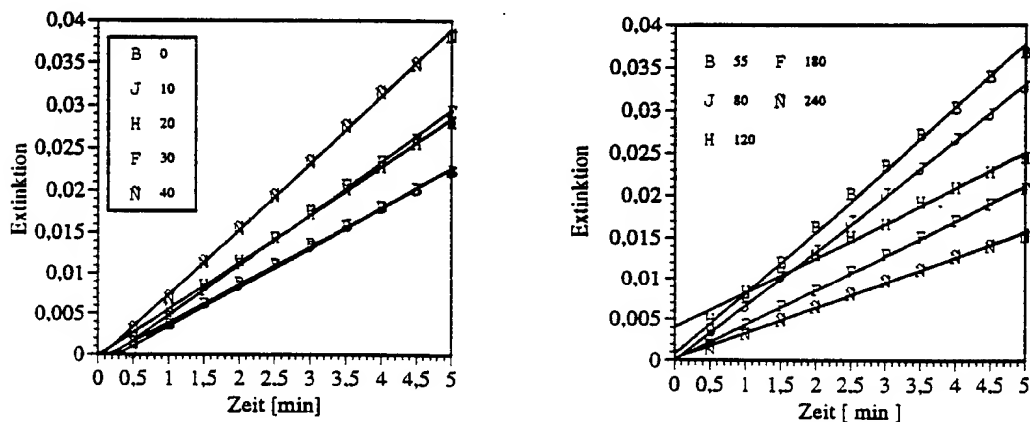 0,04
0,035
0,03
0,025
0,02
0,015
0,01
0,005
0
Extinktion
B 0
J 10
H 20
F 30
Ñ 40
0 0,5 1 1,5 2 2,5 3 3,5 4 4,5 5
Zeit [min]
0,04
0,035
0,03
0,025
0,02
0,015
0,01
0,005
0
Extinktion
B 55 F 180
J 80 Ñ 240
H 120
0 0,5 1 1.5 2 2.5 3 3,5 4 4,5 5
Zeit [ min ]